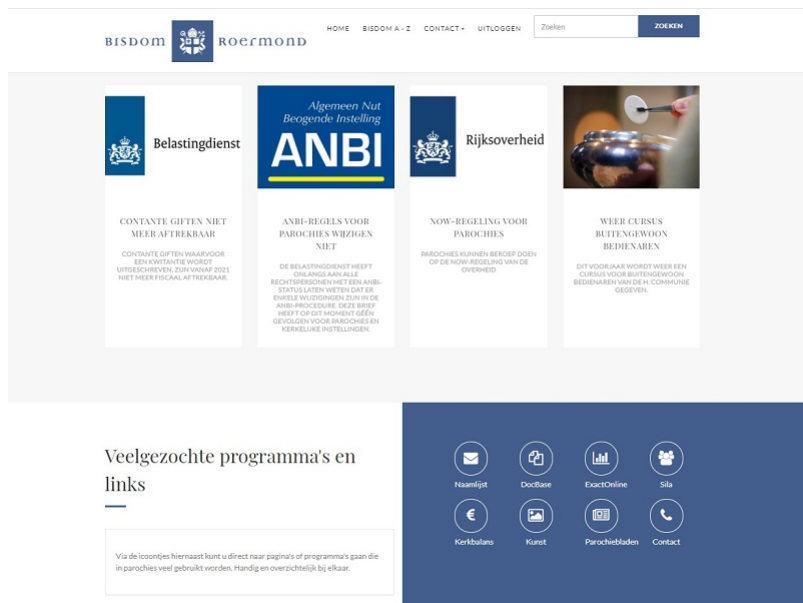 BISDOM ROERMOND
HOME BISDOM A - Z CONTACT UITLOGGEN
Zoeken
ZOEKEN
Belastingdienst
CONTANTE GIFTEN NIET
MEER AFTREKBAAR
CONTANTE GIFTEN WAARVOOR
EEN KWITANTIE WORDT
UITGESCHREVEN, ZIJN VANAF 2021
NIET MEER FISCAAL AFTREKBAAR.
Algemeen Nut
Beogende Instelling
ANBI
ANBI-REGELS VOOR
PAROCHIES WIJZIGEN
NIET
DE BELASTINGDIENST HEEFT
ONLANGS AAN ALLE
RECHTSPERSONEN MET EEN ANBI-
STATUS LATEN WETEN DAT ER
ENKELE WIJZIGINGEN ZIJN IN DE
ANBI-PROCEDURE. DEZE BRIEF
HEEFT OP DIT MOMENT GÉÉN
GEVOLGEN VOOR PAROCHIES EN
KERKELIJKE INSTELLINGEN.
Rijksoverheid
NOW-REGELING VOOR
PAROCHIES
PAROCHIES KUNNEN BEROEP DOEN
OP DE NOW-REGELING VAN DE
OVERHEID
WEER CURSUS
BUITENGEWOON
BEDIENAREN
DIT VOORJAAR WORDT WEER EEN
CURSUS VOOR BUITENGEWOON
BEDIENAREN VAN DE H. COMMUNIE
GEGEVEN.
Veelgezochte programma's en
links
Via de icoontjes hiernaast kunt u direct naar pagina's of programma's gaan die
in parochies veel gebruikt worden. Handig en overzichtelijk bij elkaar.
Naamlijst DocBase ExactOnline Sila
Kerkbalans Kunst Parochiebladen Contact